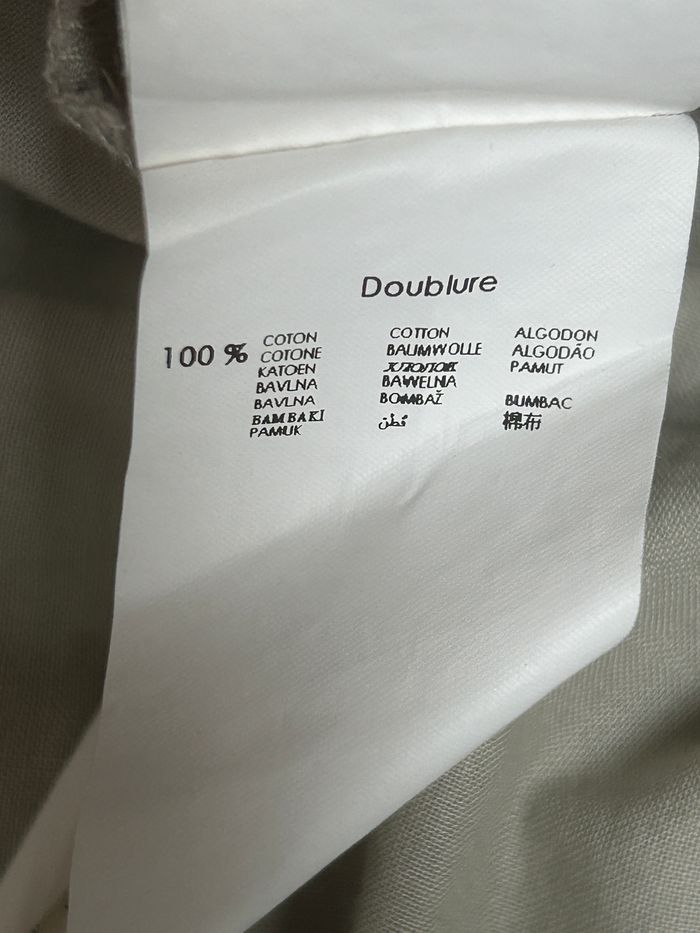 Doublure
100 %
COTON COTTON ALGODON
COTONE BAUMWOLLE ALGODÃO
KATOEN PAMUT
BAVLNA BAWEŁNA
BAVLNA BOMBAŽ BUMBAC
BAMBAKI قُطْن 棉布
PAMUK